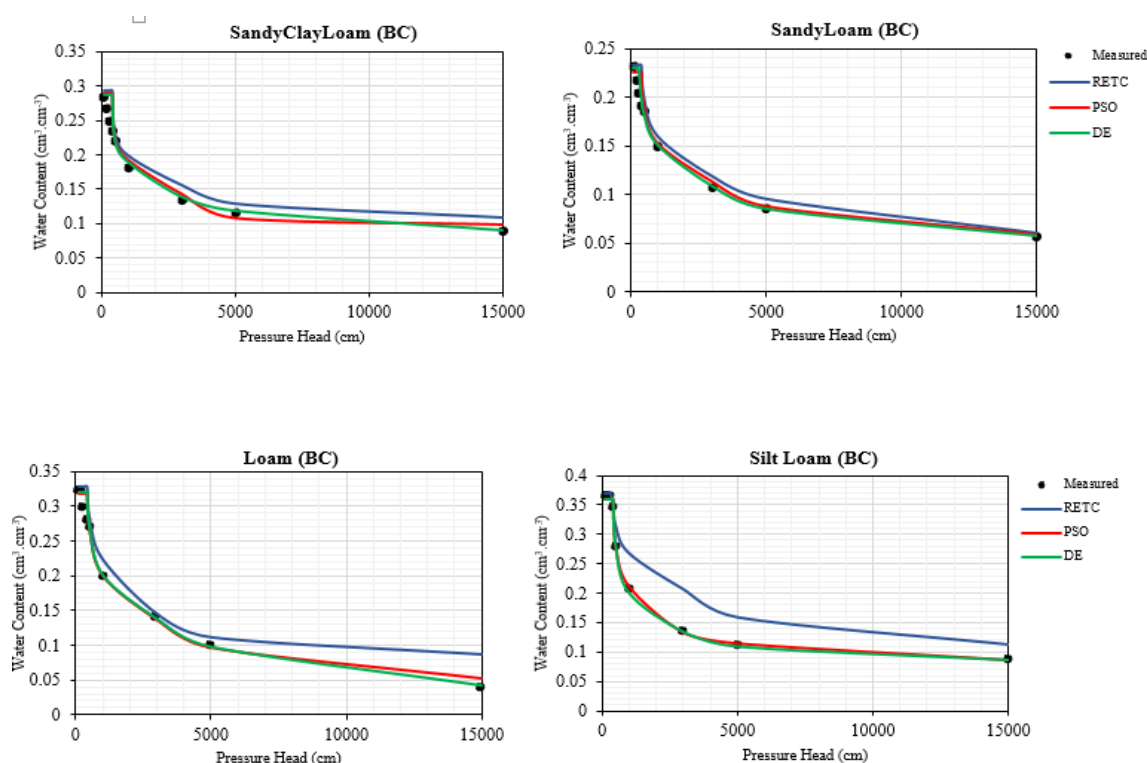 SandyClayLoam (BC)
Water Content (cm³.cm⁻³)
0.35
0.3
0.25
0.2
0.15
0.1
0.05
0
0
5000
10000
15000
Pressure Head (cm)
SandyLoam (BC)
Water Content (cm³.cm⁻³)
0.25
0.2
0.15
0.1
0.05
0
0
5000
10000
15000
Pressure Head (cm)
Measured
RETC
PSO
DE
Loam (BC)
Water Content (cm³.cm⁻³)
0.35
0.3
0.25
0.2
0.15
0.1
0.05
0
0
5000
10000
15000
Pressure Head (cm)
Silt Loam (BC)
Water Content (cm³.cm⁻³)
0.4
0.35
0.3
0.25
0.2
0.15
0.1
0.05
0
0
5000
10000
15000
Pressure Head (cm)
Measured
RETC
PSO
DE